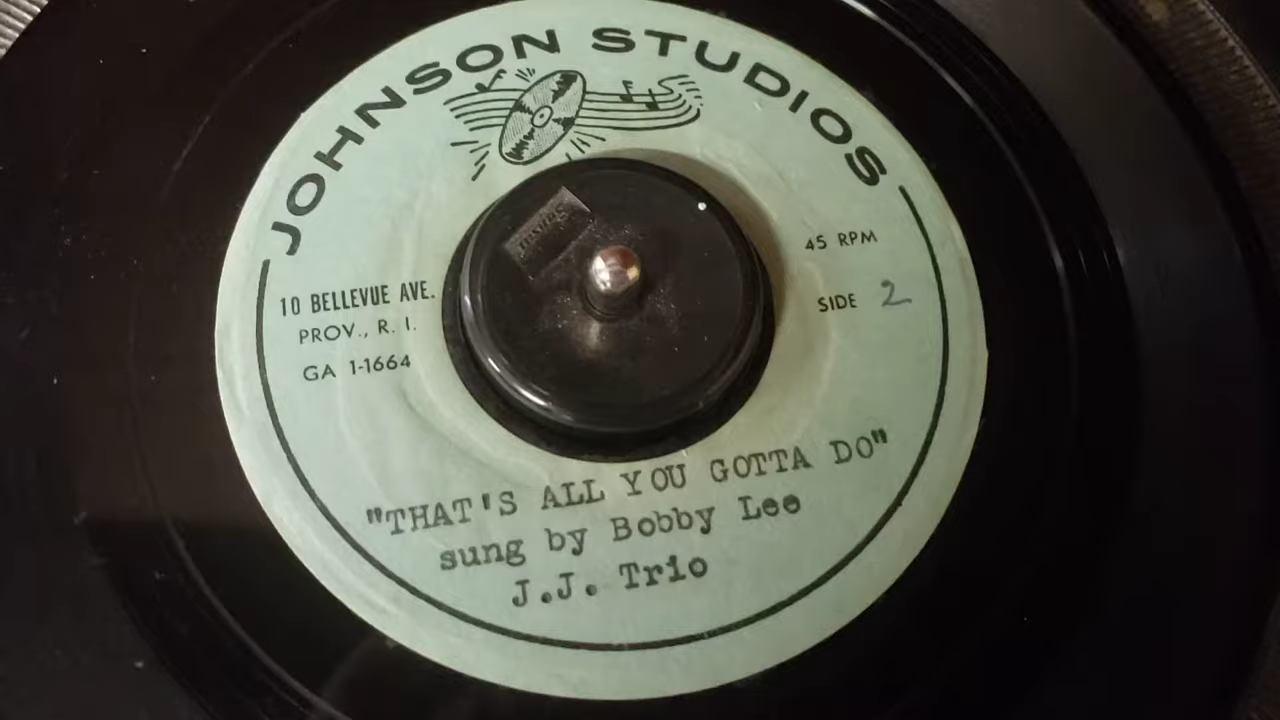 JOHNSON STUDIOS
10 BELLEVUE AVE.
PROV., R. I.
GA 1-1664
45 RPM
SIDE 2
"THAT'S ALL YOU GOTTA DO"
sung by Bobby Lee
J.J. Trio